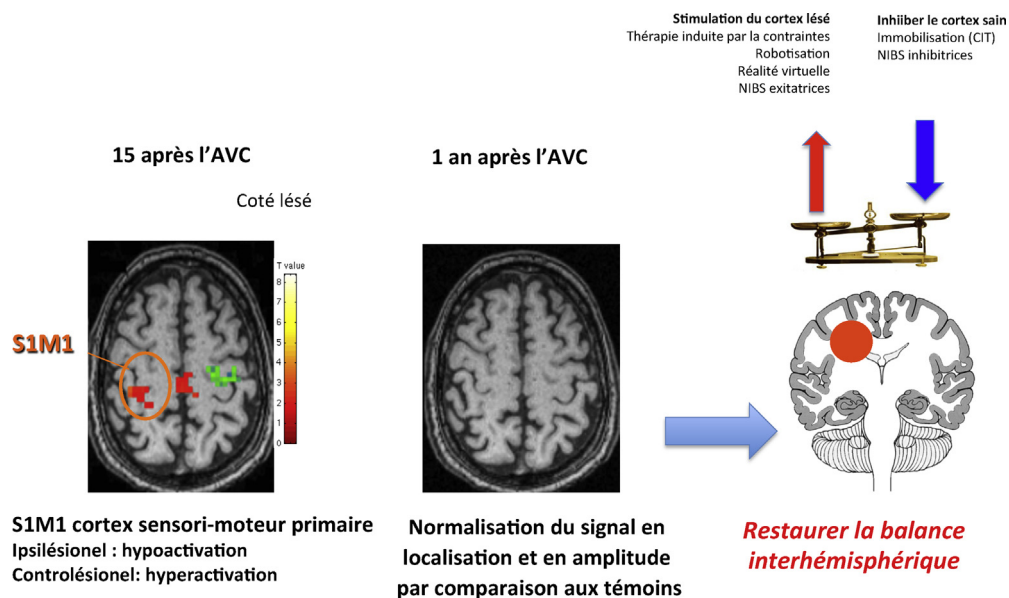 Stimulation du cortex lésé
Thérapie induite par la contraintes
Robotisation
Réalité virtuelle
NIBS exitatrices
Inhiiber le cortex sain
Immobilisation (CIT)
NIBS inhibitrices
15 après l'AVC
1 an après l'AVC
Coté lésé
T value
8
7
6
5
4
3
2
1
0
S1M1
S1M1 cortex sensori-moteur primaire
Ipsilésionel : hypoactivation
Controlésionel: hyperactivation
Normalisation du signal en
localisation et en amplitude
par comparaison aux témoins
Restaurer la balance
interhémisphérique